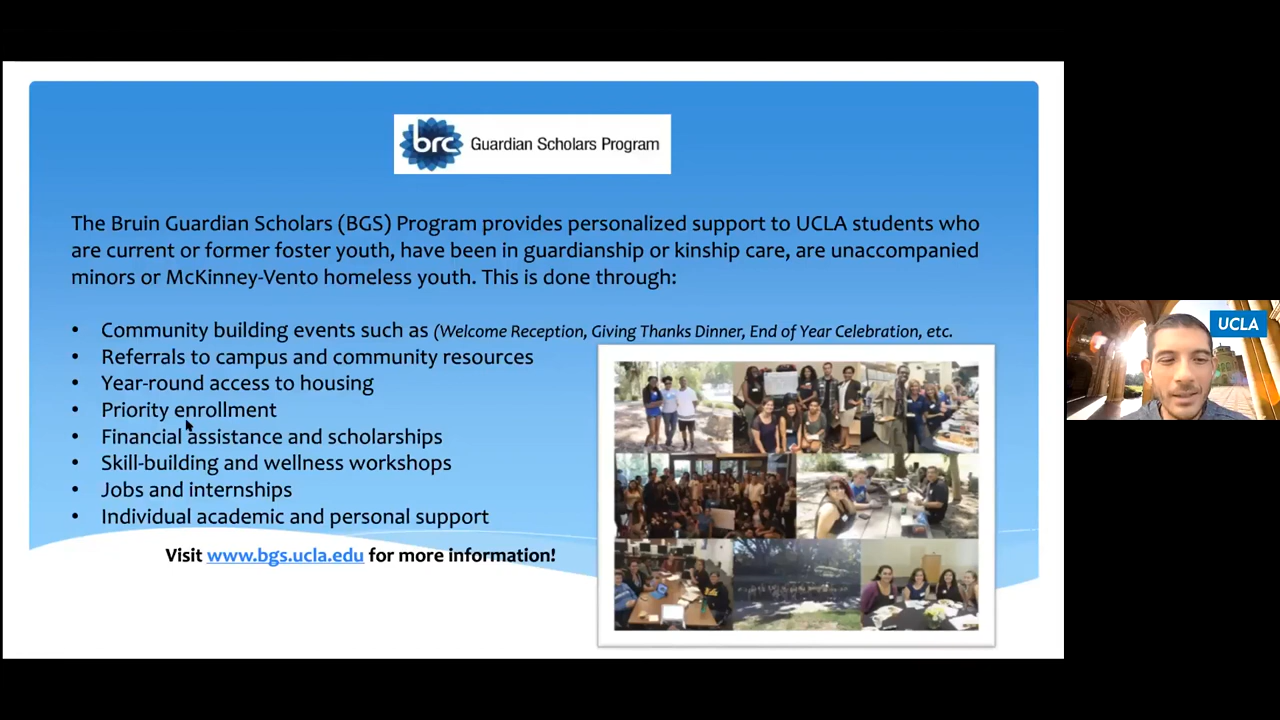 brc Guardian Scholars Program
The Bruin Guardian Scholars (BGS) Program provides personalized support to UCLA students who
are current or former foster youth, have been in guardianship or kinship care, are unaccompanied
minors or McKinney-Vento homeless youth. This is done through:
• Community building events such as (Welcome Reception, Giving Thanks Dinner, End of Year Celebration, etc.
• Referrals to campus and community resources
• Year-round access to housing
• Priority enrollment
• Financial assistance and scholarships
• Skill-building and wellness workshops
• Jobs and internships
• Individual academic and personal support
Visit www.bgs.ucla.edu for more information!
UCLA